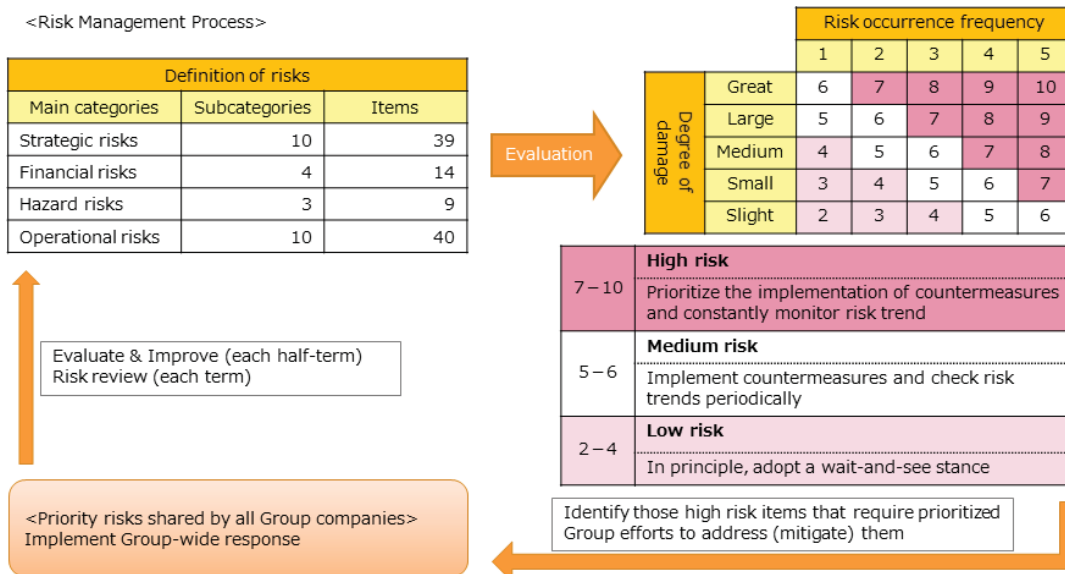 <Risk Management Process>
Definition of risks
Main categories Subcategories Items
Strategic risks 10 39
Financial risks 4 14
Hazard risks 3 9
Operational risks 10 40
Evaluation
Risk occurrence frequency
1 2 3 4 5
Degree of
damage
Great 6 7 8 9 10
Large 5 6 7 8 9
Medium 4 5 6 7 8
Small 3 4 5 6 7
Slight 2 3 4 5 6
7–10
High risk
Prioritize the implementation of countermeasures
and constantly monitor risk trend
5–6
Medium risk
Implement countermeasures and check risk
trends periodically
2–4
Low risk
In principle, adopt a wait-and-see stance
Identify those high risk items that require prioritized
Group efforts to address (mitigate) them
<Priority risks shared by all Group companies>
Implement Group-wide response
Evaluate & Improve (each half-term)
Risk review (each term)